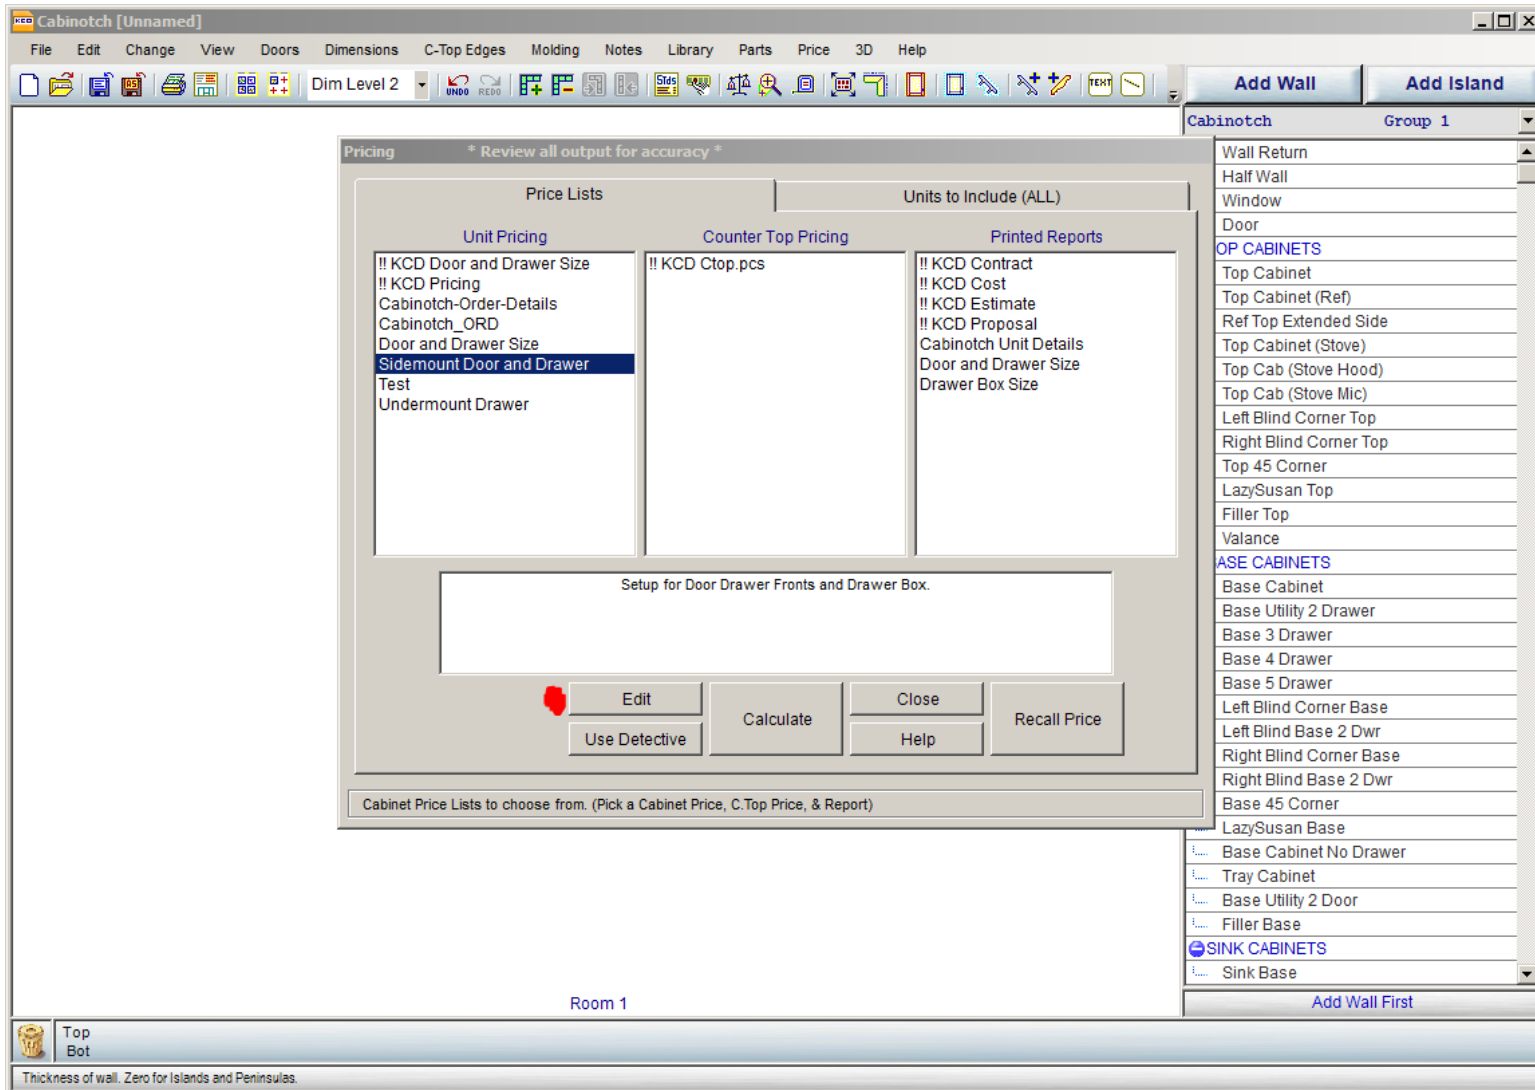 KCD Cabinotch [Unnamed]
File Edit Change View Doors Dimensions C-Top Edges Molding Notes Library Parts Price 3D Help
AS Dim Level 2 UNDO REDO Stds TEXT
Add Wall Add Island
Cabinotch Group 1
Pricing * Review all output for accuracy *
Price Lists Units to Include (ALL)
Unit Pricing
!! KCD Door and Drawer Size
!! KCD Pricing
Cabinotch-Order-Details
Cabinotch_ORD
Door and Drawer Size
Sidemount Door and Drawer
Test
Undermount Drawer
Counter Top Pricing
!! KCD Ctop.pcs
Printed Reports
!! KCD Contract
!! KCD Cost
!! KCD Estimate
!! KCD Proposal
Cabinotch Unit Details
Door and Drawer Size
Drawer Box Size
Setup for Door Drawer Fronts and Drawer Box.
Edit
Use Detective
Calculate
Close
Help
Recall Price
Cabinet Price Lists to choose from. (Pick a Cabinet Price, C.Top Price, & Report)
Wall Return
Half Wall
Window
Door
OP CABINETS
Top Cabinet
Top Cabinet (Ref)
Ref Top Extended Side
Top Cabinet (Stove)
Top Cab (Stove Hood)
Top Cab (Stove Mic)
Left Blind Corner Top
Right Blind Corner Top
Top 45 Corner
LazySusan Top
Filler Top
Valance
ASE CABINETS
Base Cabinet
Base Utility 2 Drawer
Base 3 Drawer
Base 4 Drawer
Base 5 Drawer
Left Blind Corner Base
Left Blind Base 2 Dwr
Right Blind Corner Base
Right Blind Base 2 Dwr
Base 45 Corner
LazySusan Base
Base Cabinet No Drawer
Tray Cabinet
Base Utility 2 Door
Filler Base
SINK CABINETS
Sink Base
Add Wall First
Room 1
Top
Bot
Thickness of wall. Zero for Islands and Peninsulas.